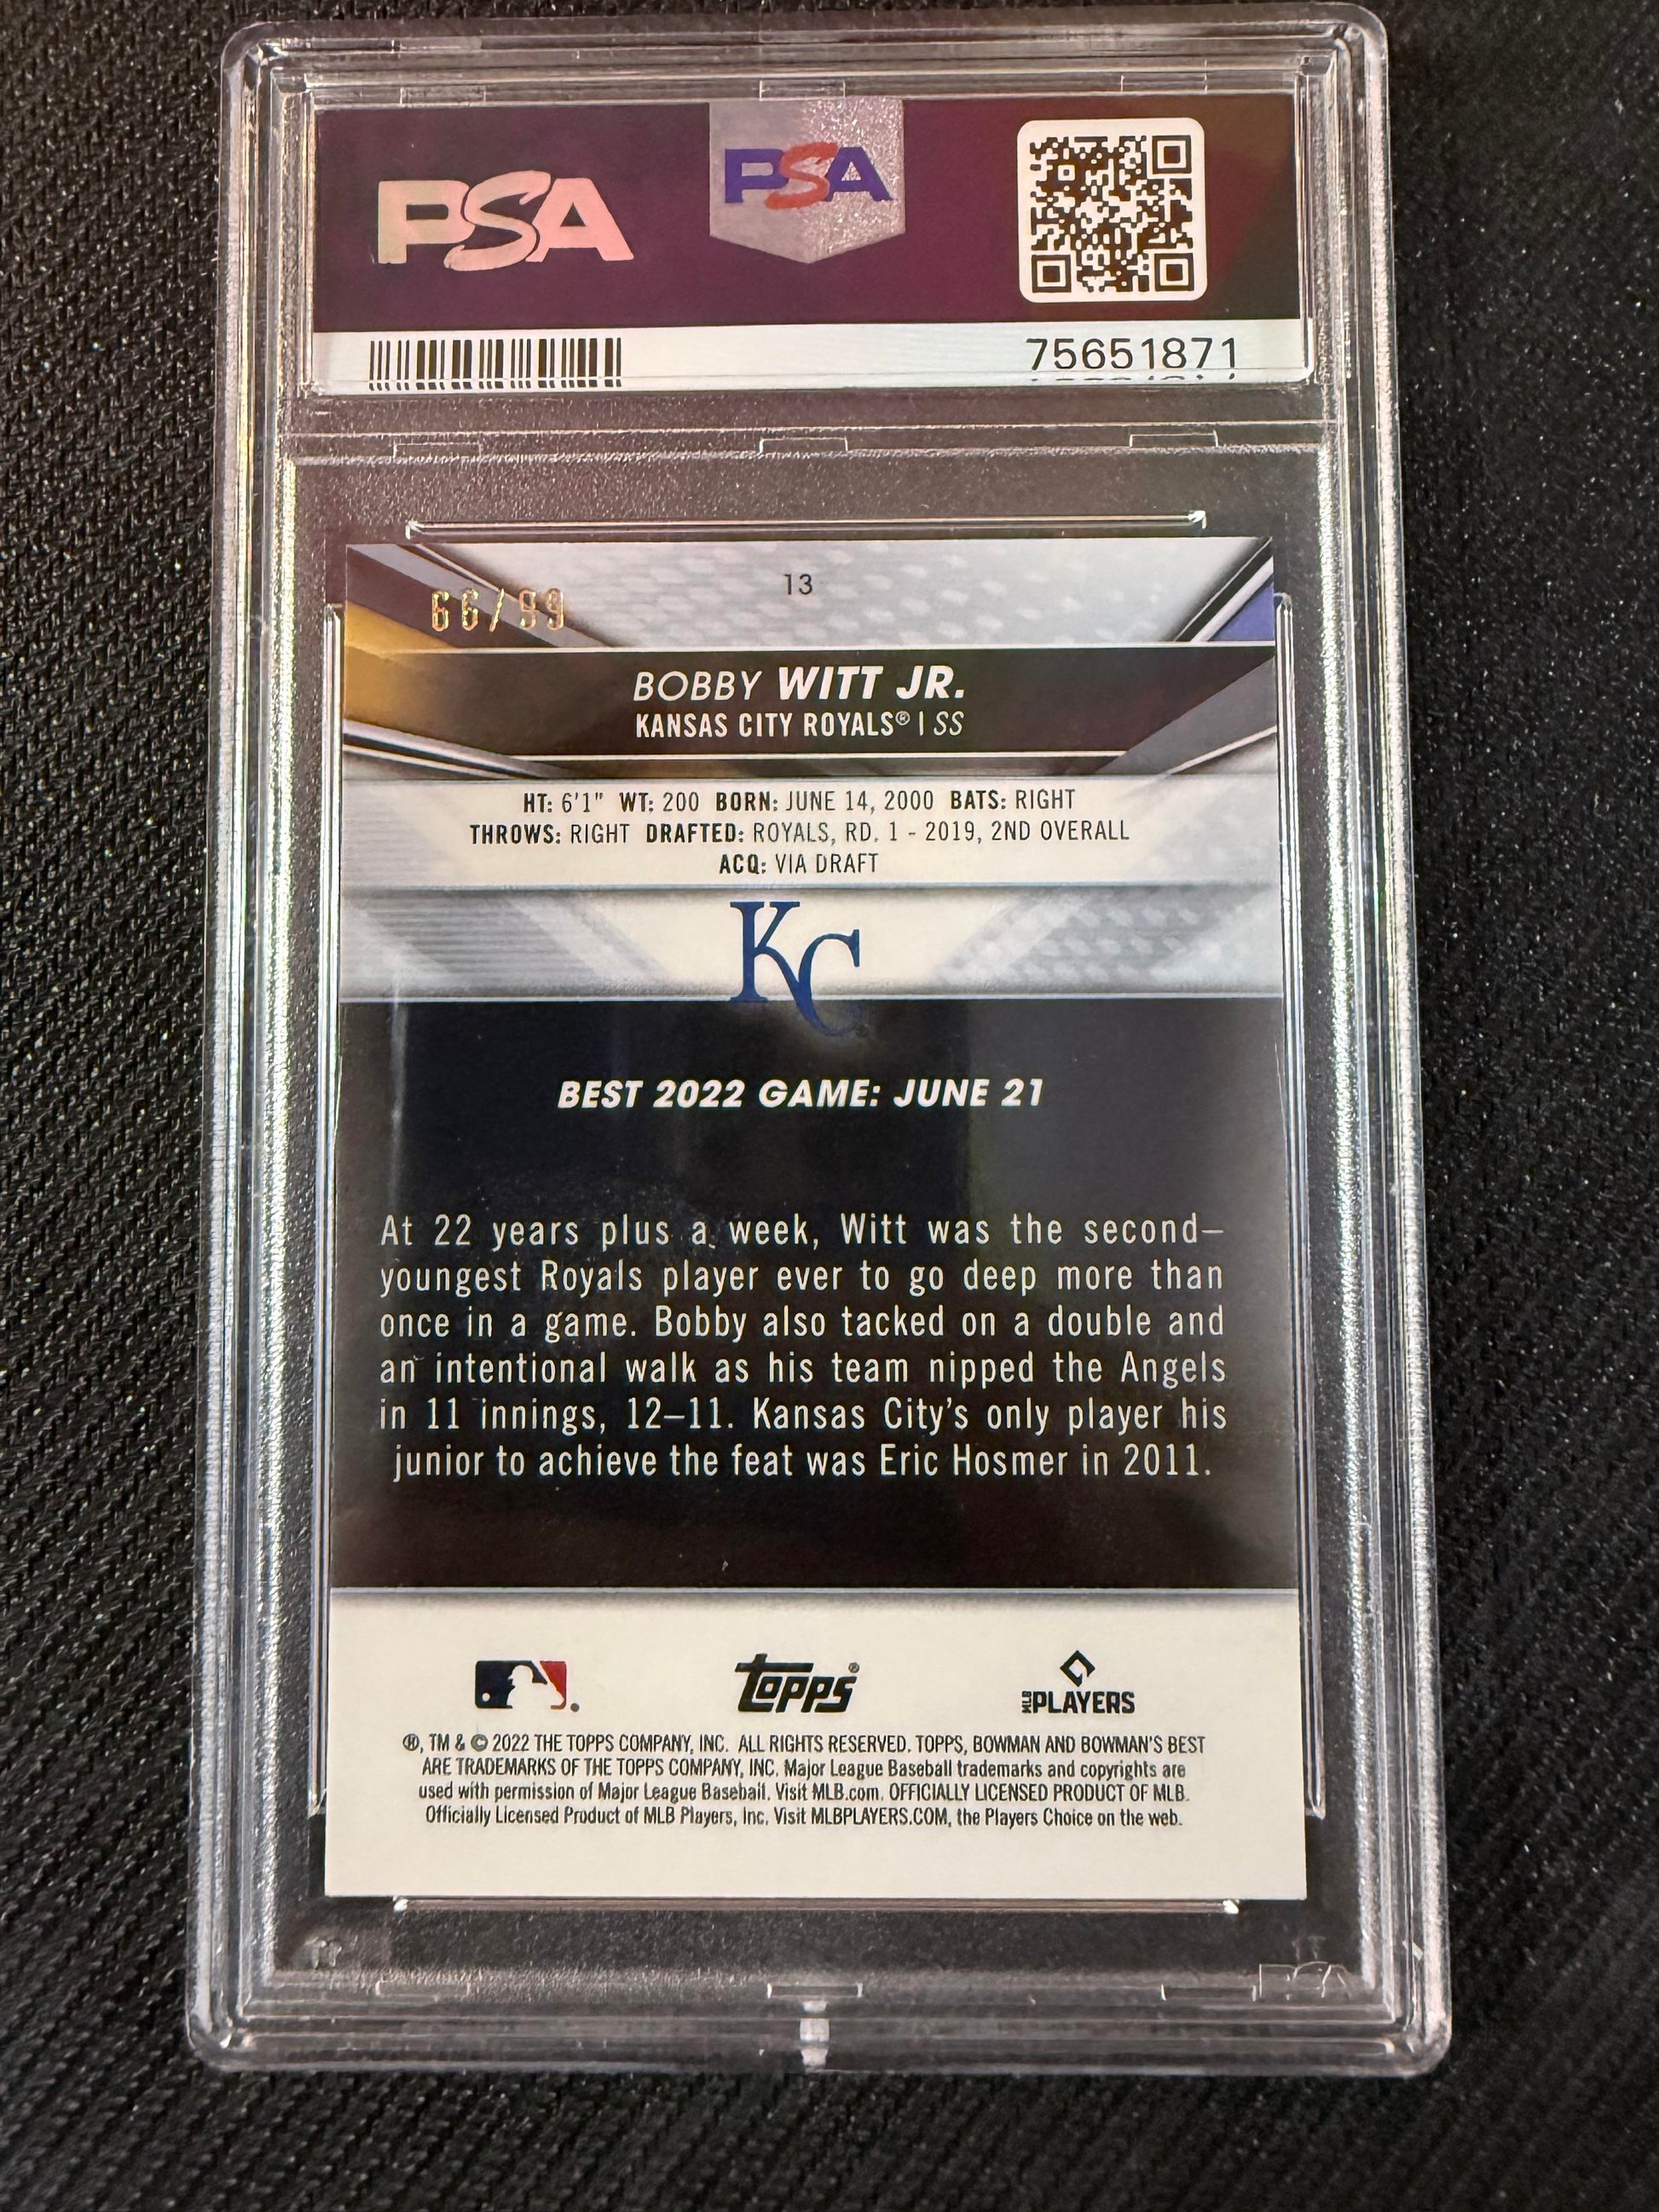 PSA
PSA
75651871
66/99
13
BOBBY WITT JR.
KANSAS CITY ROYALS® | SS
HT: 6'1" WT: 200 BORN: JUNE 14, 2000 BATS: RIGHT
THROWS: RIGHT DRAFTED: ROYALS, RD. 1 - 2019, 2ND OVERALL
ACQ: VIA DRAFT
KC
BEST 2022 GAME: JUNE 21
At 22 years plus a week, Witt was the second–
youngest Royals player ever to go deep more than
once in a game. Bobby also tacked on a double and
an intentional walk as his team nipped the Angels
in 11 innings, 12–11. Kansas City's only player his
junior to achieve the feat was Eric Hosmer in 2011.
topps®
MLB PLAYERS
®, TM & © 2022 THE TOPPS COMPANY, INC. ALL RIGHTS RESERVED. TOPPS, BOWMAN AND BOWMAN'S BEST
ARE TRADEMARKS OF THE TOPPS COMPANY, INC. Major League Baseball trademarks and copyrights are
used with permission of Major League Baseball. Visit MLB.com. OFFICIALLY LICENSED PRODUCT OF MLB.
Officially Licensed Product of MLB Players, Inc. Visit MLBPLAYERS.COM, the Players Choice on the web.
PSA